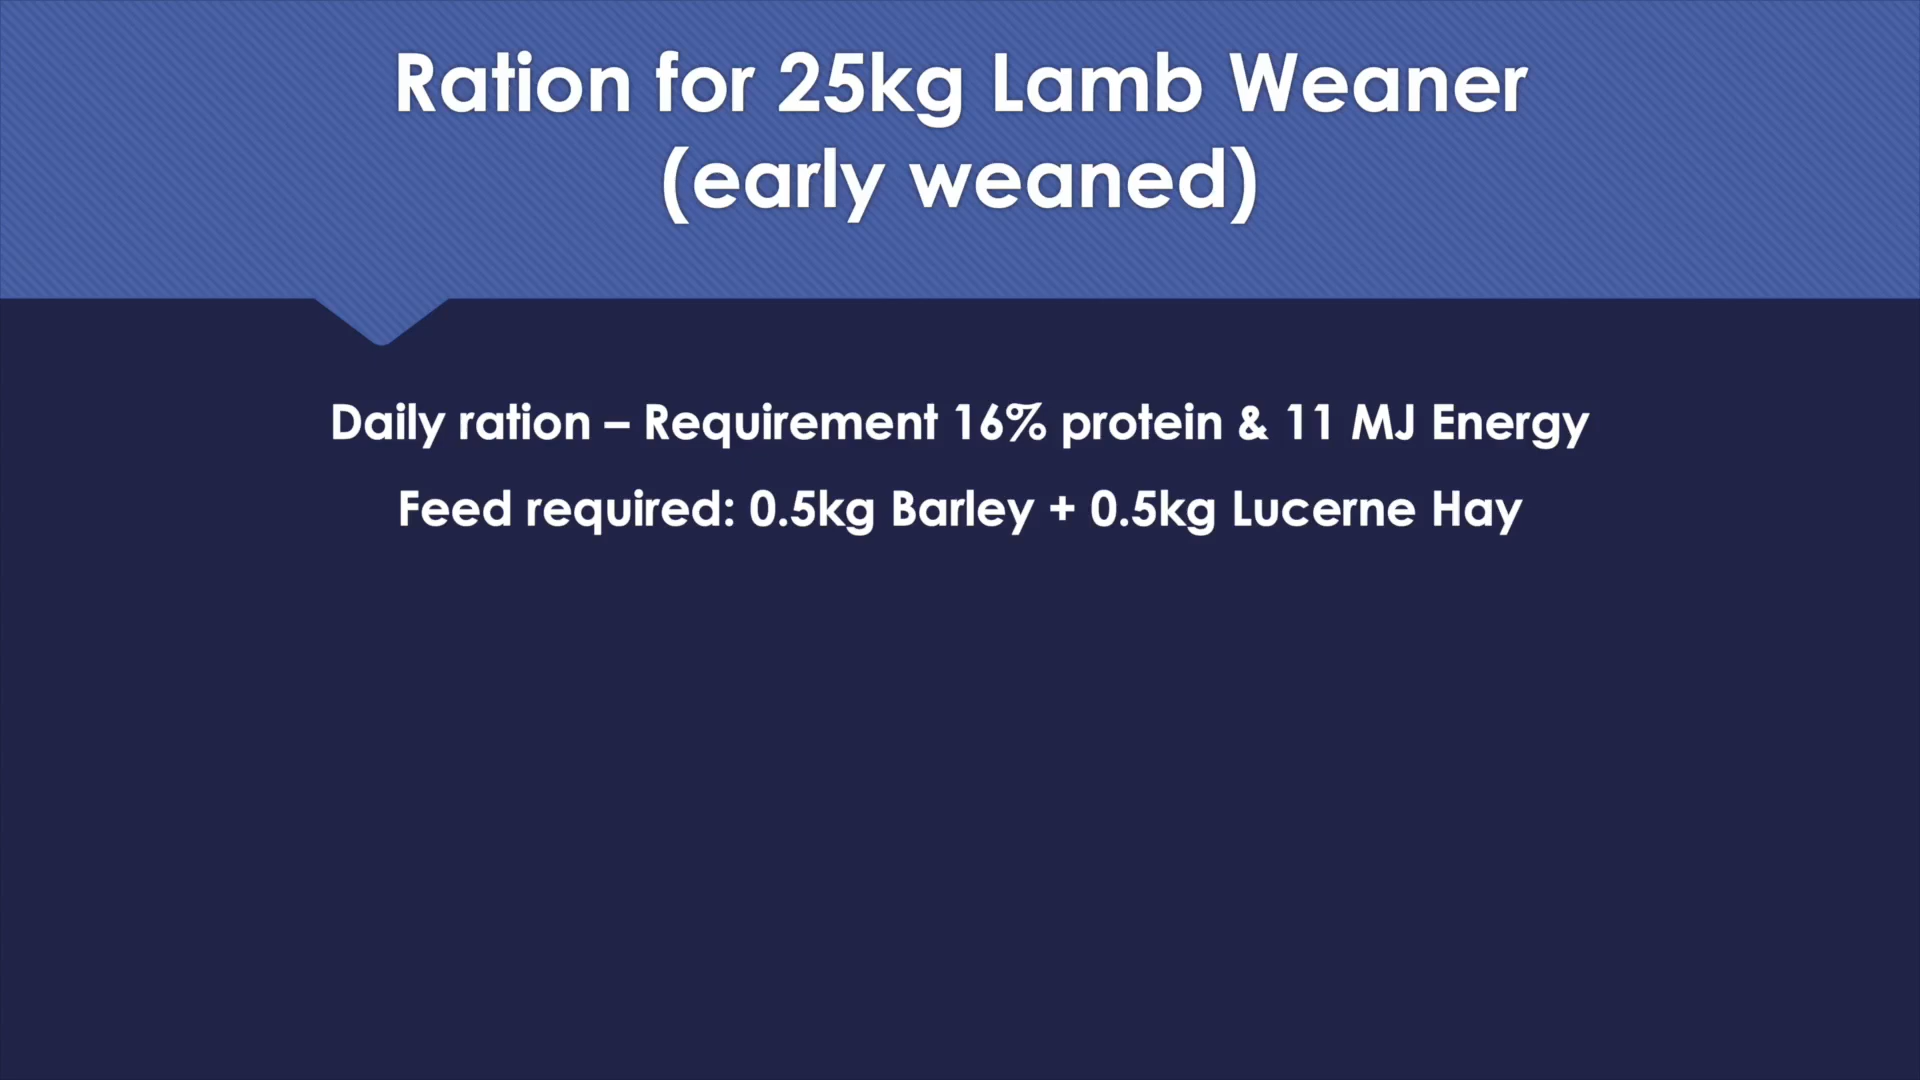 Ration for 25kg Lamb Weaner
(early weaned)
Daily ration – Requirement 16% protein & 11 MJ Energy
Feed required: 0.5kg Barley + 0.5kg Lucerne Hay